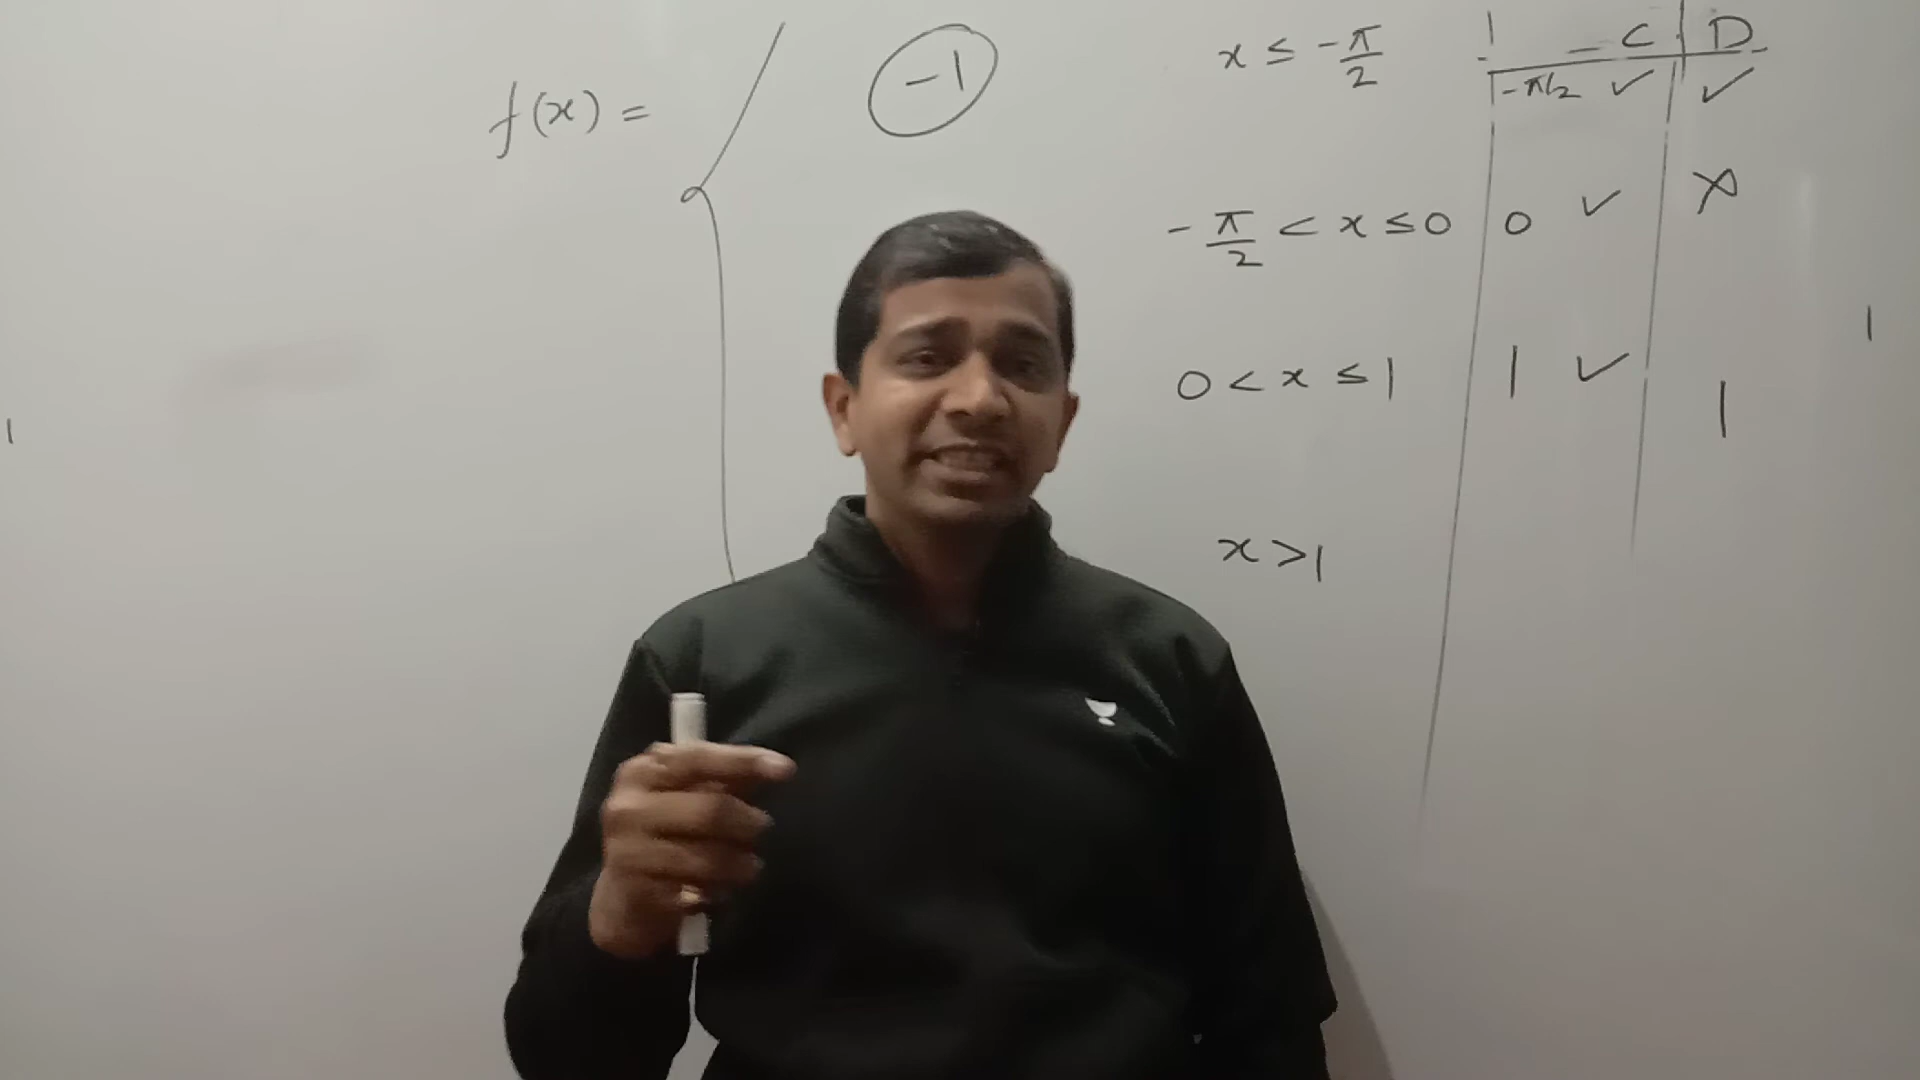 f(x) = -1 x ≤ -π/2 C D
-π/2 ✓ ✓
-π/2 < x ≤ 0 0 ✓ ✗
0 < x ≤ 1 1 ✓ 1
x > 1